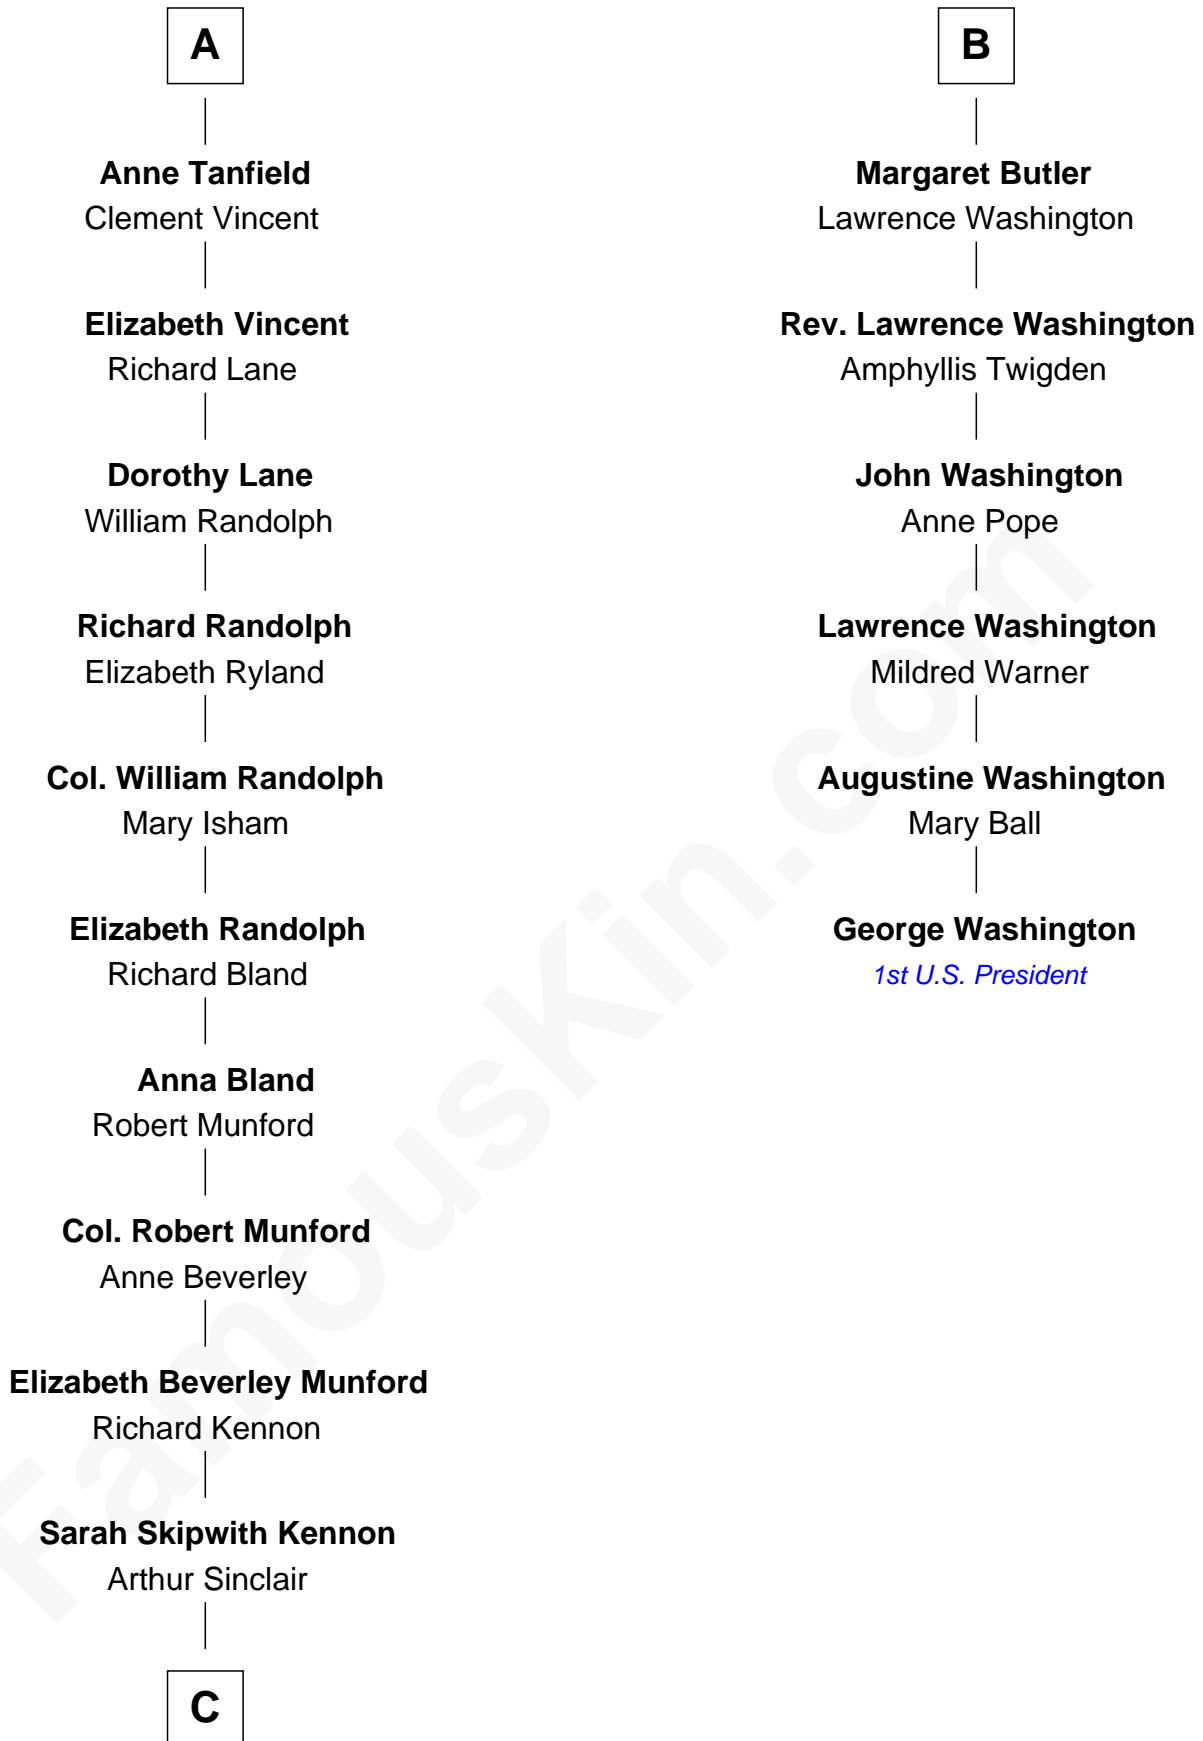 A
Anne Tanfield
Clement Vincent
Elizabeth Vincent
Richard Lane
Dorothy Lane
William Randolph
Richard Randolph
Elizabeth Ryland
Col. William Randolph
Mary Isham
Elizabeth Randolph
Richard Bland
Anna Bland
Robert Munford
Col. Robert Munford
Anne Beverley
Elizabeth Beverley Munford
Richard Kennon
Sarah Skipwith Kennon
Arthur Sinclair
C
B
Margaret Butler
Lawrence Washington
Rev. Lawrence Washington
Amphyllis Twigden
John Washington
Anne Pope
Lawrence Washington
Mildred Warner
Augustine Washington
Mary Ball
George Washington
1st U.S. President
FamousKin.com